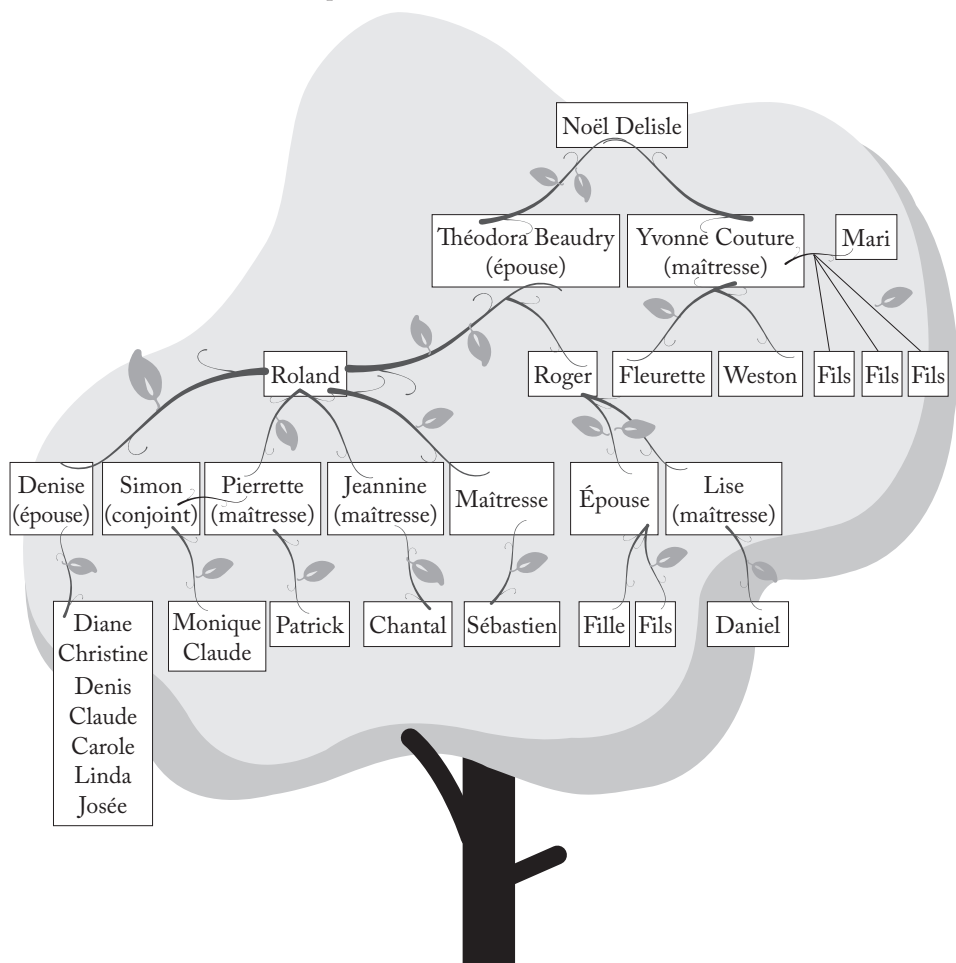 Noël Delisle
Théodora Beaudry
(épouse)
Yvonne Couture
(maîtresse)
Mari
Roland
Roger
Fleurette
Weston
Fils
Fils
Fils
Denise
(épouse)
Simon
(conjoint)
Pierrette
(maîtresse)
Jeannine
(maîtresse)
Maîtresse
Épouse
Lise
(maîtresse)
Diane
Christine
Denis
Claude
Carole
Linda
Josée
Monique
Claude
Patrick
Chantal
Sébastien
Fille
Fils
Daniel